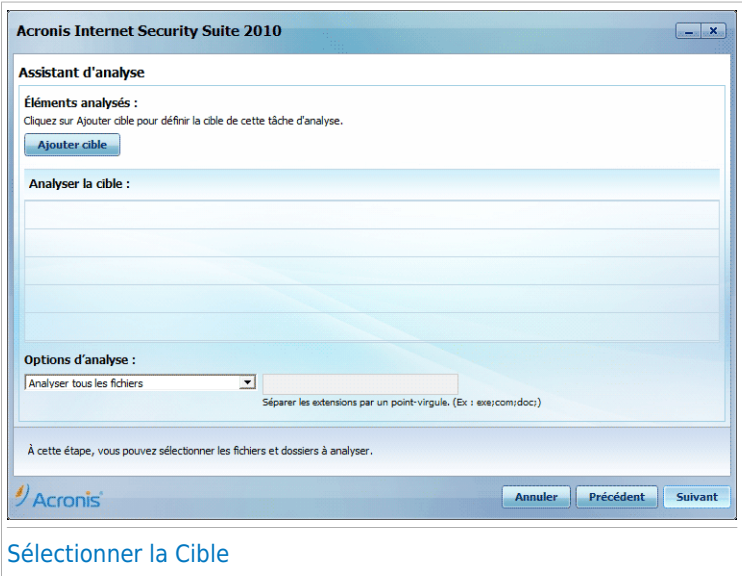 Acronis Internet Security Suite 2010
Assistant d'analyse
Éléments analysés :
Cliquez sur Ajouter cible pour définir la cible de cette tâche d'analyse.
Ajouter cible
Analyser la cible :
Options d'analyse :
Analyser tous les fichiers
Séparer les extensions par un point-virgule. (Ex : exe;com;doc;)
À cette étape, vous pouvez sélectionner les fichiers et dossiers à analyser.
Acronis
Annuler Précédent Suivant
Sélectionner la Cible